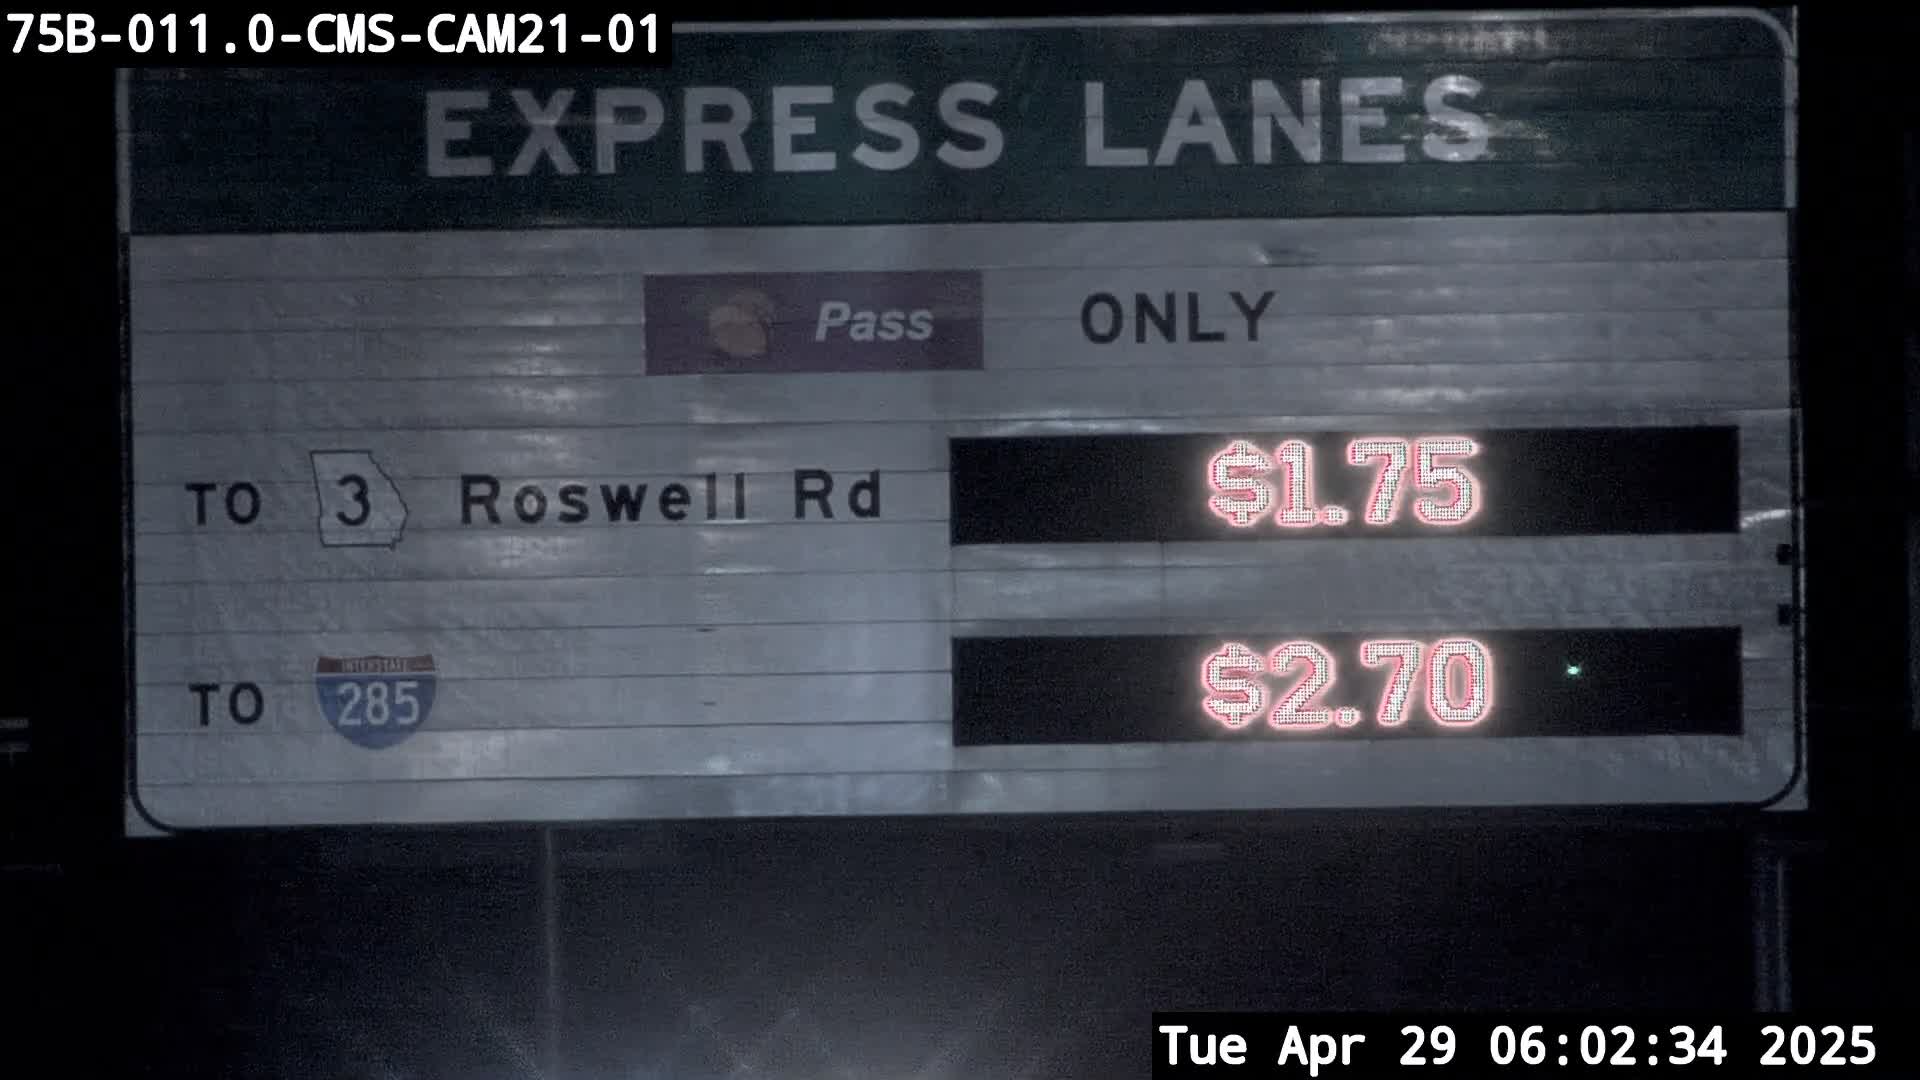 75B-011.0-CMS-CAM21-01
EXPRESS LANES
Pass ONLY
TO 3 Roswell Rd $1.75
INTERSTATE
TO 285 $2.70
Tue Apr 29 06:02:34 2025